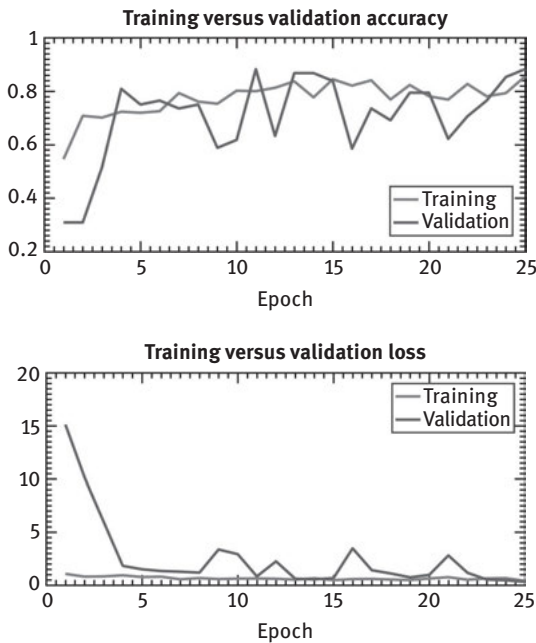 Training versus validation accuracy
1
0.8
0.6
0.4
0.2
Training
Validation
0 5 10 15 20 25
Epoch
Training versus validation loss
20
15
10
5
0
Training
Validation
0 5 10 15 20 25
Epoch